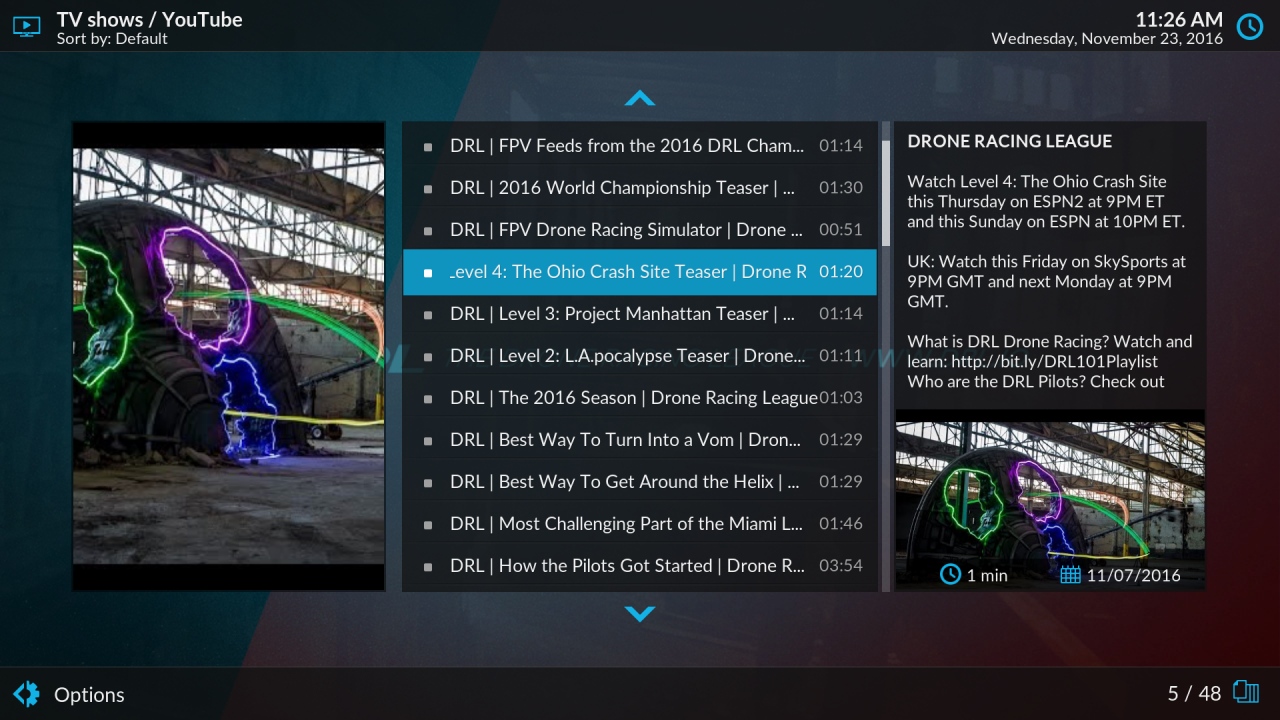 TV shows / YouTube
Sort by: Default
11:26 AM
Wednesday, November 23, 2016
DRL | FPV Feeds from the 2016 DRL Cham... 01:14
DRL | 2016 World Championship Teaser | ... 01:30
DRL | FPV Drone Racing Simulator | Drone ... 00:51
evel 4: The Ohio Crash Site Teaser | Drone R 01:20
DRL | Level 3: Project Manhattan Teaser | ... 01:14
DRL | Level 2: L.A.pocalypse Teaser | Drone... 01:11
DRL | The 2016 Season | Drone Racing League 01:03
DRL | Best Way To Turn Into a Vom | Dron... 01:29
DRL | Best Way To Get Around the Helix | ... 01:29
DRL | Most Challenging Part of the Miami L... 01:46
DRL | How the Pilots Got Started | Drone R... 03:54
DRONE RACING LEAGUE
Watch Level 4: The Ohio Crash Site
this Thursday on ESPN2 at 9PM ET
and this Sunday on ESPN at 10PM ET.
UK: Watch this Friday on SkySports at
9PM GMT and next Monday at 9PM
GMT.
What is DRL Drone Racing? Watch and
learn: http://bit.ly/DRL101Playlist
Who are the DRL Pilots? Check out
1 min
11/07/2016
Options
5 / 48